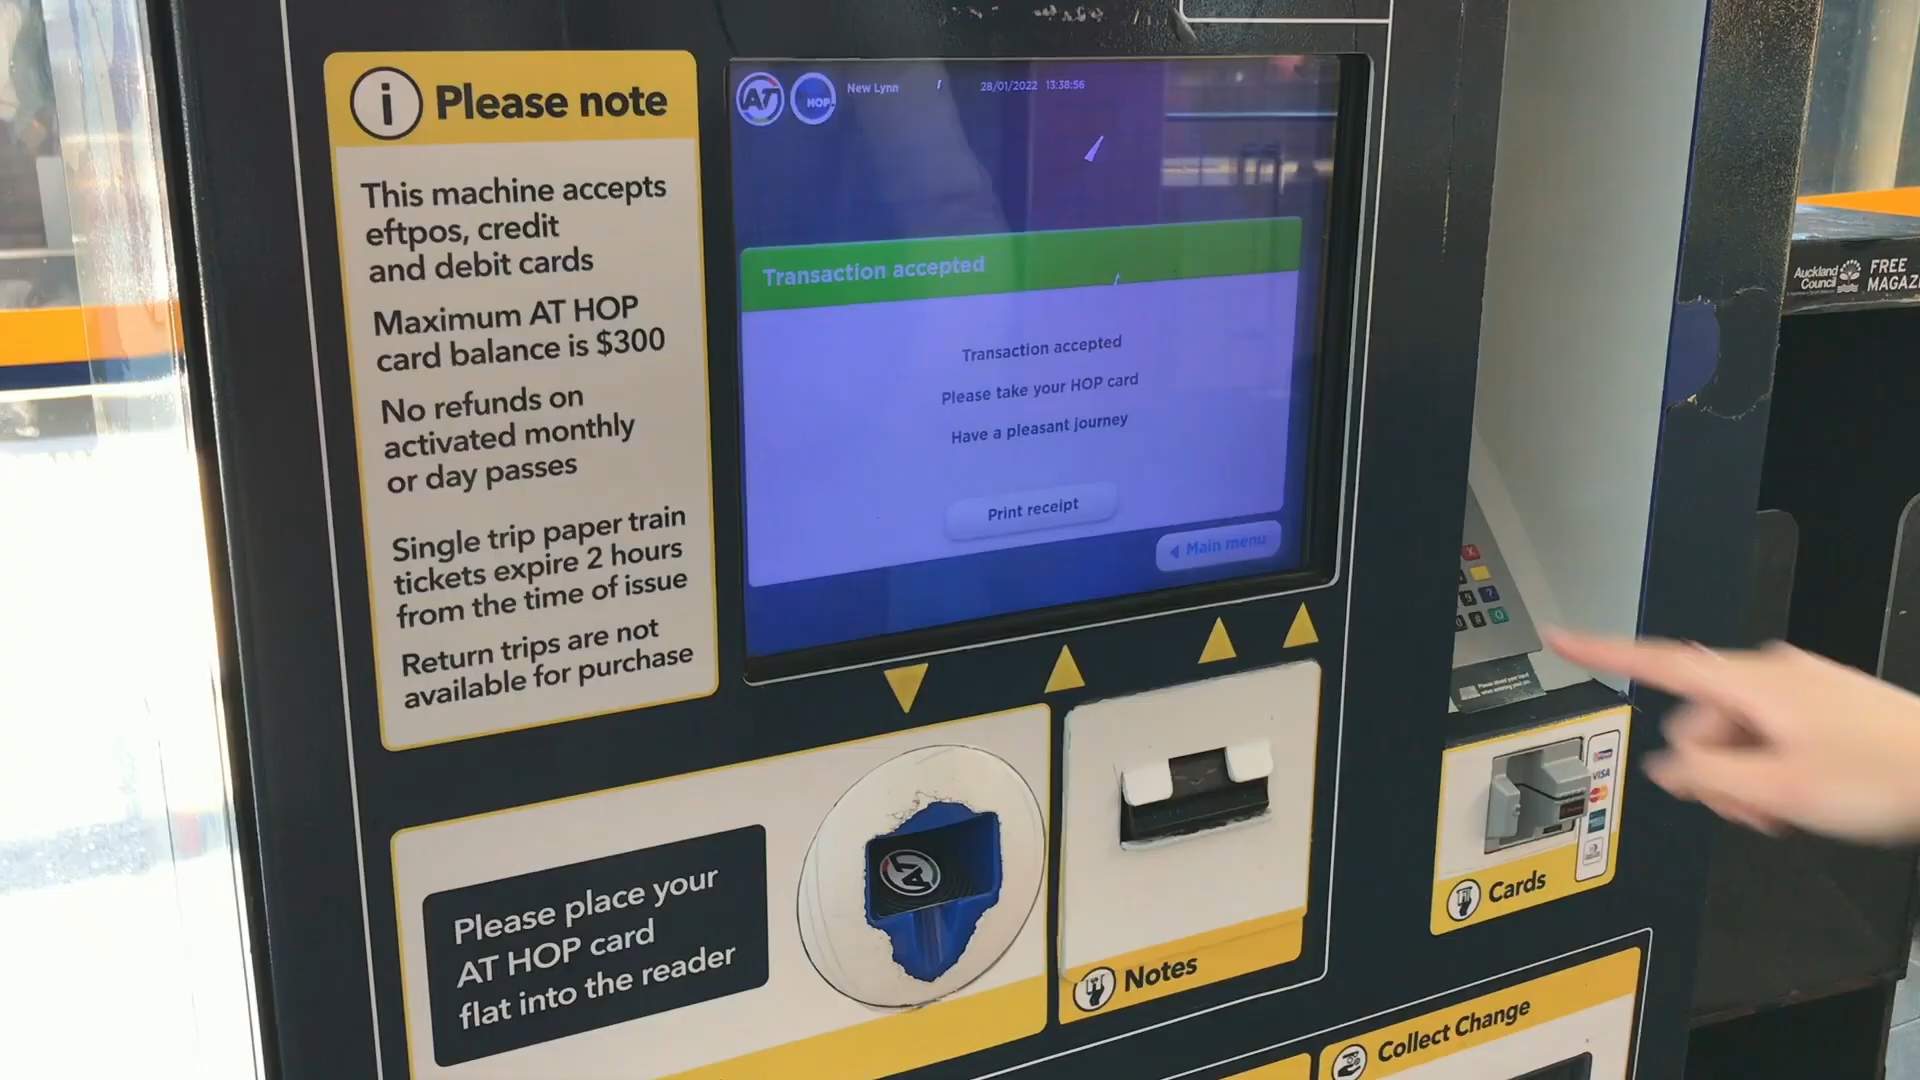 Please note
This machine accepts
eftpos, credit
and debit cards
Maximum AT HOP
card balance is $300
No refunds on
activated monthly
or day passes
Single trip paper train
tickets expire 2 hours
from the time of issue
Return trips are not
available for purchase
AT
HOP
New Lynn
28/01/2022 13:38:56
Transaction accepted
Transaction accepted
Please take your HOP card
Have a pleasant journey
Print receipt
Main menu
Please place your
AT HOP card
flat into the reader
AT
Notes
VISA
Cards
Collect Change
Auckland
Council
FREE